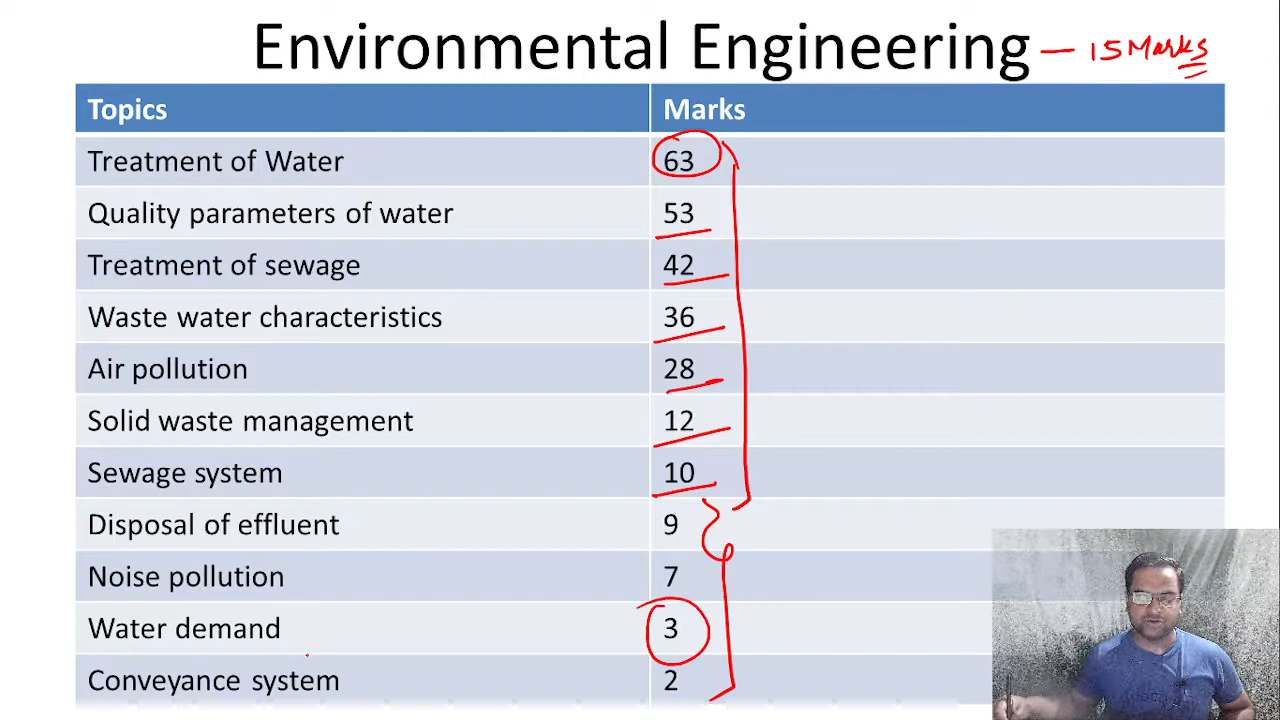 Environmental Engineering — 15 Marks
Topics Marks
Treatment of Water 63
Quality parameters of water 53
Treatment of sewage 42
Waste water characteristics 36
Air pollution 28
Solid waste management 12
Sewage system 10
Disposal of effluent 9
Noise pollution 7
Water demand 3
Conveyance system 2